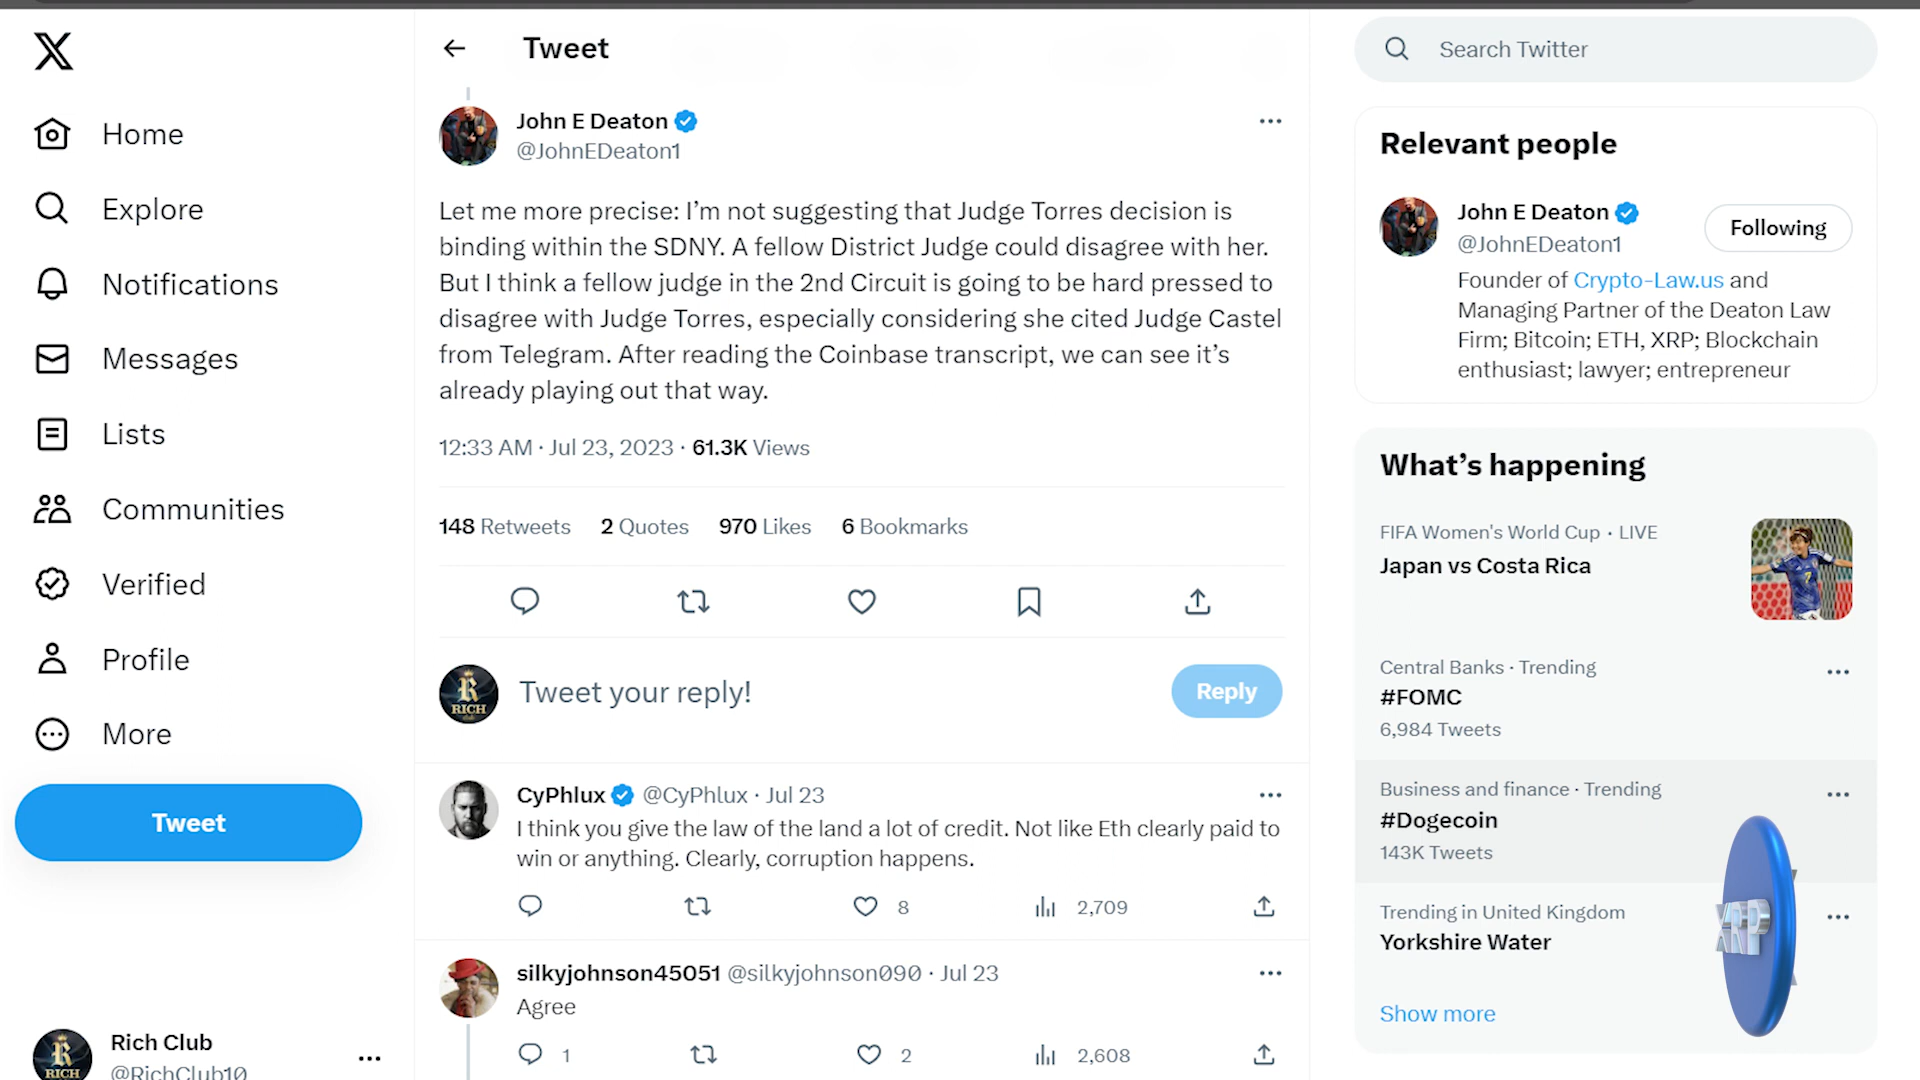 Home
Explore
Notifications
Messages
Lists
Communities
Verified
Profile
More
Tweet
Rich Club
@RichClub10
Tweet
John E Deaton
@JohnEDeaton1
Let me more precise: I'm not suggesting that Judge Torres decision is
binding within the SDNY. A fellow District Judge could disagree with her.
But I think a fellow judge in the 2nd Circuit is going to be hard pressed to
disagree with Judge Torres, especially considering she cited Judge Castel
from Telegram. After reading the Coinbase transcript, we can see it's
already playing out that way.
12:33 AM · Jul 23, 2023 · 61.3K Views
148 Retweets 2 Quotes 970 Likes 6 Bookmarks
R
RICH
Tweet your reply!
Reply
CyPhlux @CyPhlux · Jul 23
I think you give the law of the land a lot of credit. Not like Eth clearly paid to
win or anything. Clearly, corruption happens.
8 2,709
silkyjohnson45051 @silkyjohnson090 · Jul 23
Agree
1 2 2,608
Search Twitter
Relevant people
John E Deaton
@JohnEDeaton1
Following
Founder of Crypto-Law.us and
Managing Partner of the Deaton Law
Firm; Bitcoin; ETH, XRP; Blockchain
enthusiast; lawyer; entrepreneur
What's happening
FIFA Women's World Cup · LIVE
Japan vs Costa Rica
Central Banks · Trending
#FOMC
6,984 Tweets
Business and finance · Trending
#Dogecoin
143K Tweets
Trending in United Kingdom
Yorkshire Water
Show more
XRP
R
RICH